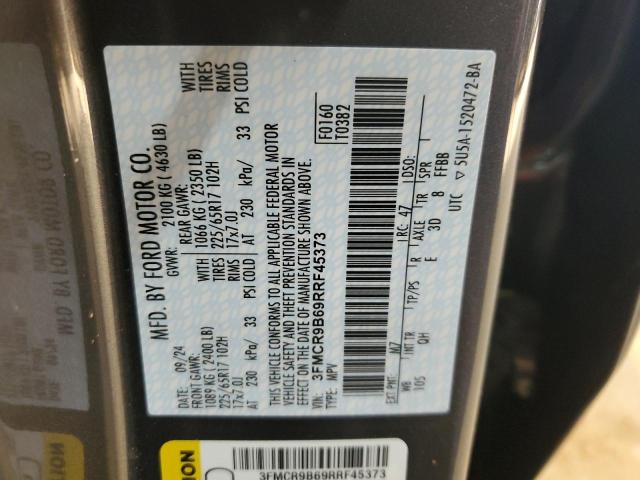 MFD. BY FORD MOTOR CO.
DATE: 09/24 GVWR: 2100 KG ( 4630 LB)
FRONT GAWR: REAR GAWR: WITH
1089 KG ( 2400 LB) 1066 KG ( 2350 LB) TIRES
225/65R17 102H TIRES 225/65R17 102H RIMS
17x7.0J RIMS 17x7.0J
AT 230 kPa/ 33 PSI COLD AT 230 kPa/ 33 PSI COLD
THIS VEHICLE CONFORMS TO ALL APPLICABLE FEDERAL MOTOR
VEHICLE SAFETY AND THEFT PREVENTION STANDARDS IN EFFECT
ON THE DATE OF MANUFACTURE SHOWN ABOVE.
VIN: 3FMCR9B69RRF45373
TYPE: MPV
F0160
T0382
EXT PNT: M7 RC: 47 DSO:
WB INT TR TP/PS R AXLE TR SPR
105 QH E 3D 8 FFBB
UTC ▽ 5U5A-1520472-BA
3FMCR9B69RRF45373